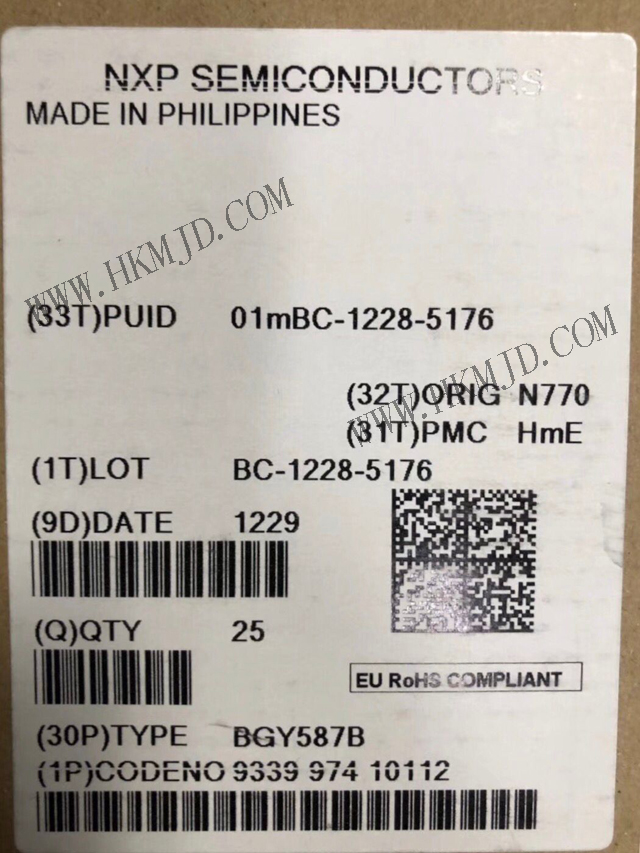 NXP SEMICONDUCTORS
MADE IN PHILIPPINES
WWW.HKMJD.COM
(33T)PUID 01mBC-1228-5176
WWW.HKMJD.COM
(32T)ORIG N770
(31T)PMC HmE
(1T)LOT BC-1228-5176
(9D)DATE 1229
(Q)QTY 25
EU RoHS COMPLIANT
(30P)TYPE BGY587B
(1P)CODENO 9339 974 10112